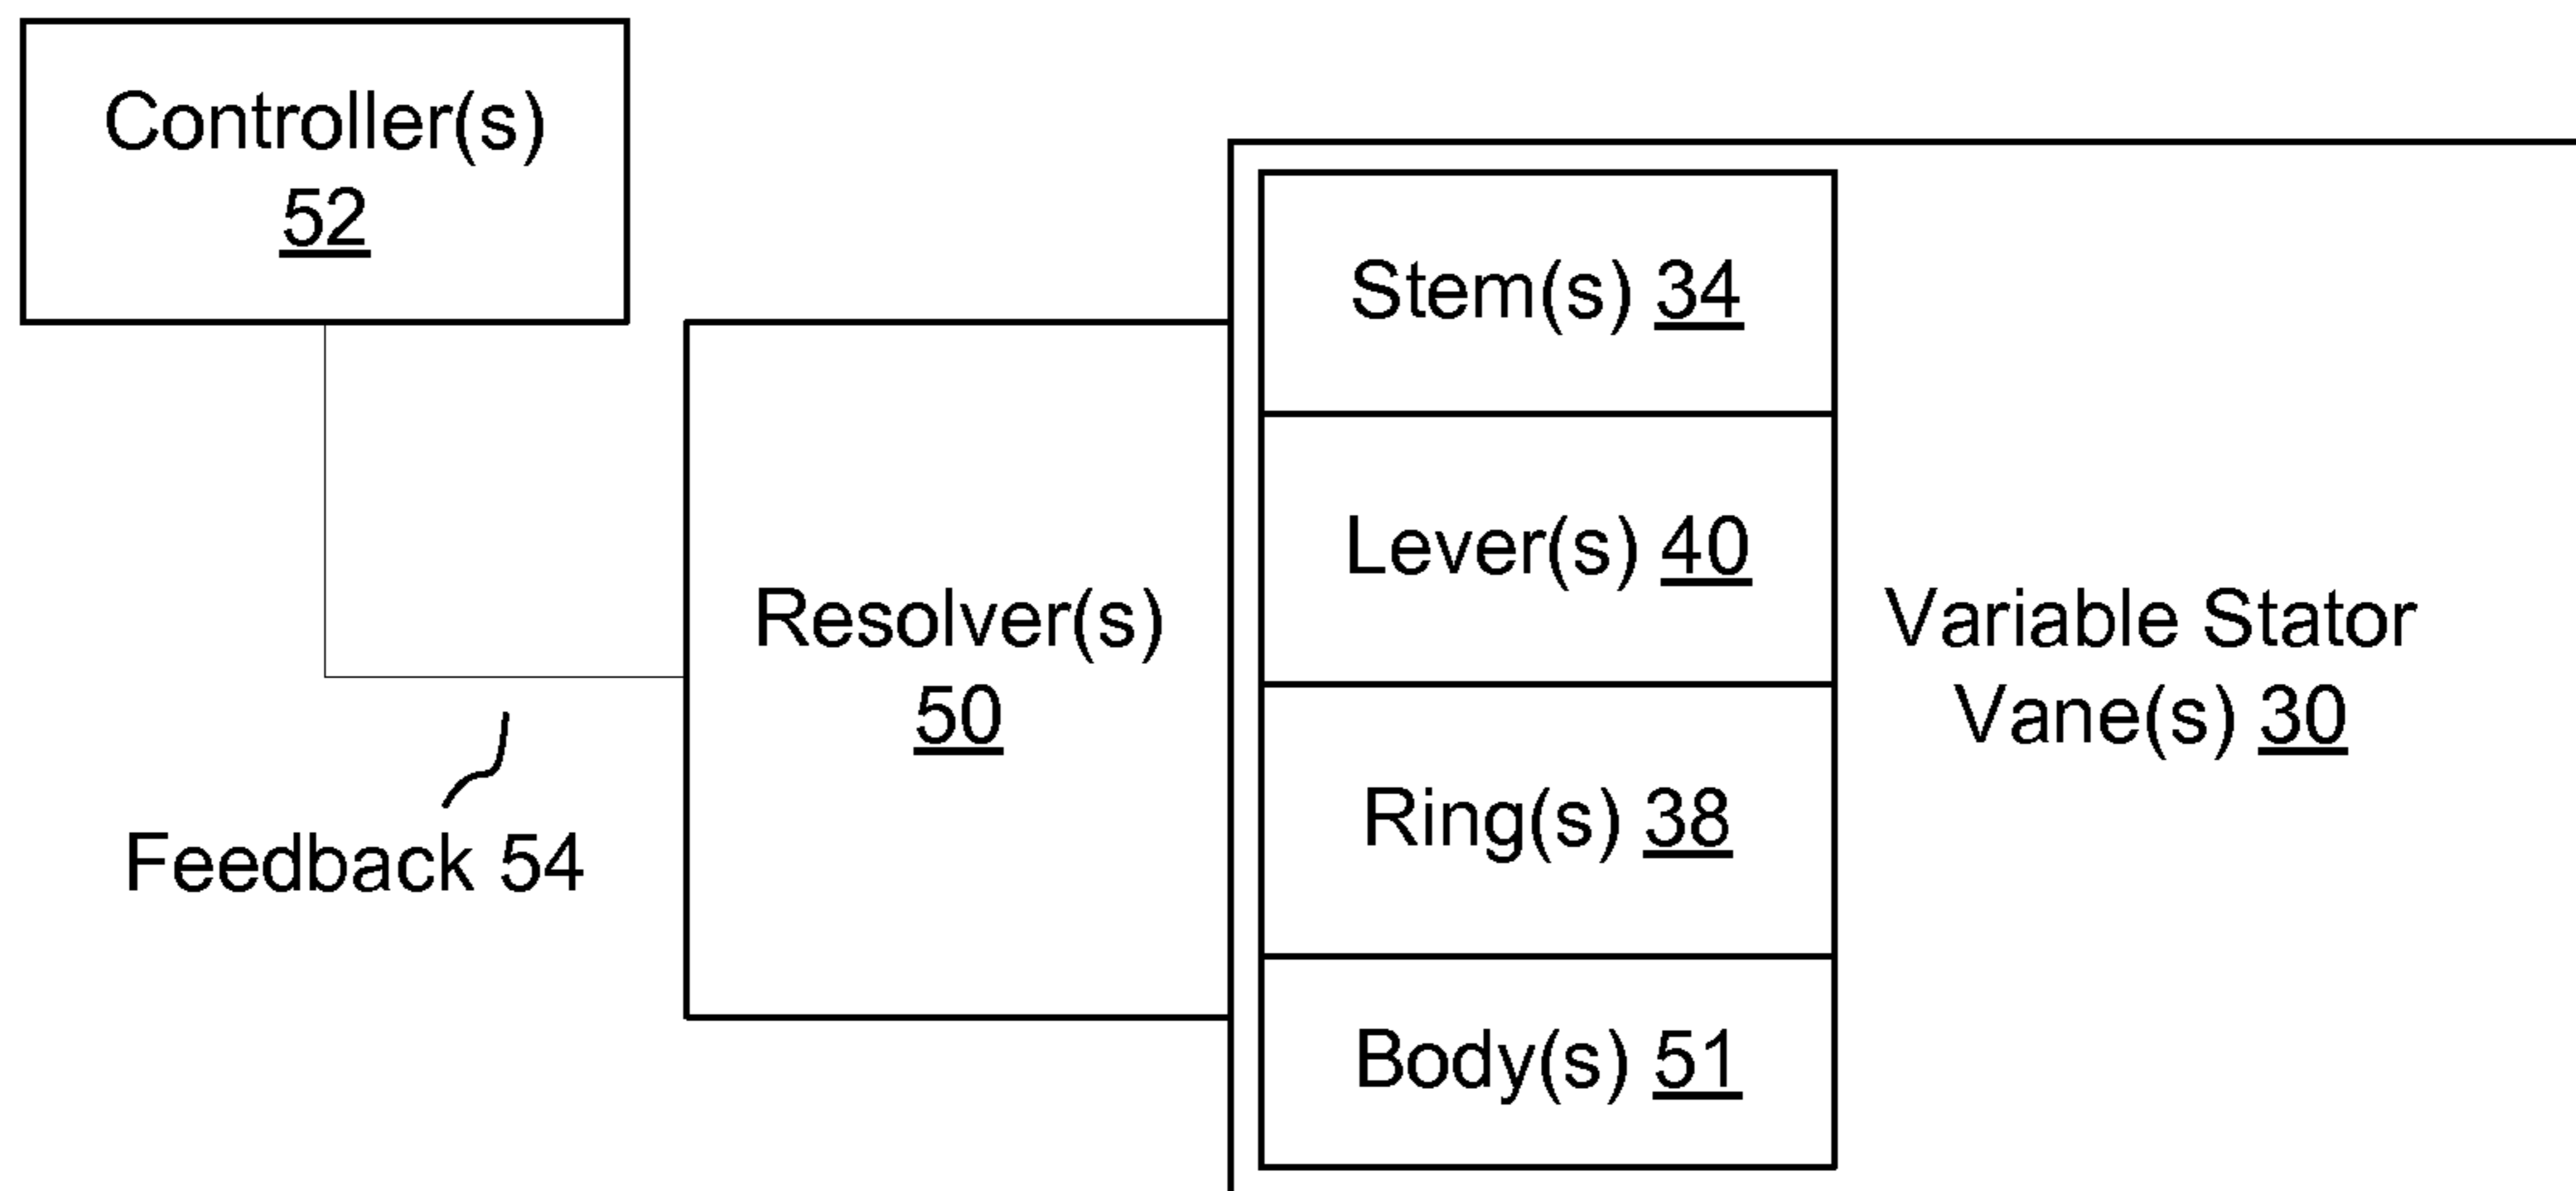 Controller(s)
52
Stem(s) 34
Lever(s) 40
Resolver(s)
50
Variable Stator
Vane(s) 30
Ring(s) 38
Feedback 54
Body(s) 51